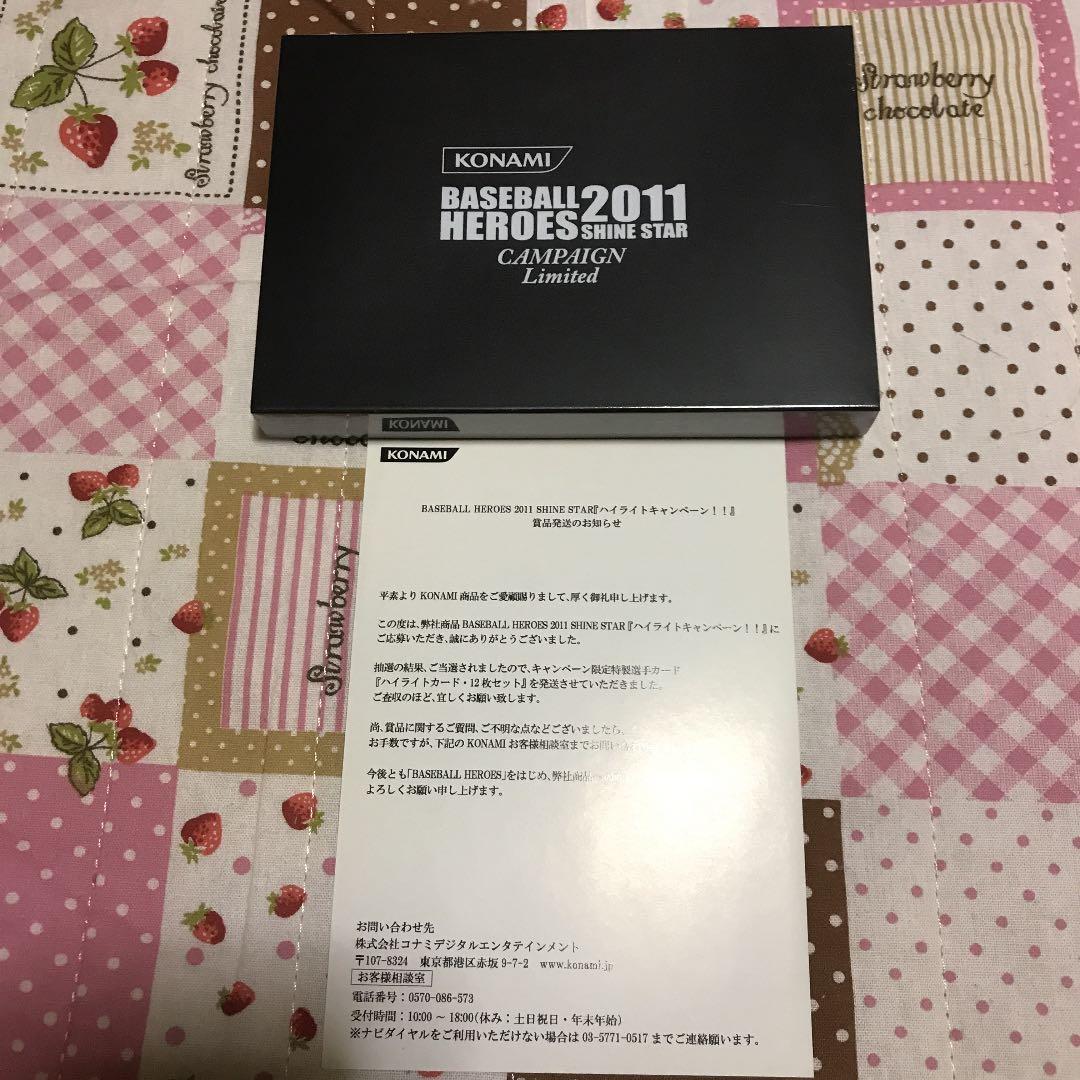 Strawberry chocolate
Strawberry
chocolate
KONAMI
BASEBALL
HEROES 2011
SHINE STAR
CAMPAIGN
Limited
KONAMI
KONAMI
BASEBALL HEROES 2011 SHINE STAR『ハイライトキャンペーン！！』
賞品発送のお知らせ
平素より KONAMI 商品をご愛顧賜りまして、厚く御礼申し上げます。
この度は、弊社商品 BASEBALL HEROES 2011 SHINE STAR『ハイライトキャンペーン！！』に
ご応募いただき、誠にありがとうございました。
抽選の結果、ご当選されましたので、キャンペーン限定特製選手カード
『ハイライトカード・12枚セット』を発送させていただきました。
ご査収のほど、宜しくお願い致します。
尚、賞品に関するご質問、ご不明な点などございましたら、
お手数ですが、下記の KONAMI お客様相談室までお問い
今後とも「BASEBALL HEROES」をはじめ、弊社商品
よろしくお願い申し上げます。
Strawberry
お問い合わせ先
株式会社コナミデジタルエンタテインメント
〒107-8324 東京都港区赤坂 9-7-2 www.konami.jp
お客様相談室
電話番号：0570-086-573
受付時間：10:00 ～ 18:00（休み：土日祝日・年末年始）
※ナビダイヤルをご利用いただけない場合は 03-5771-0517 までご連絡願います。